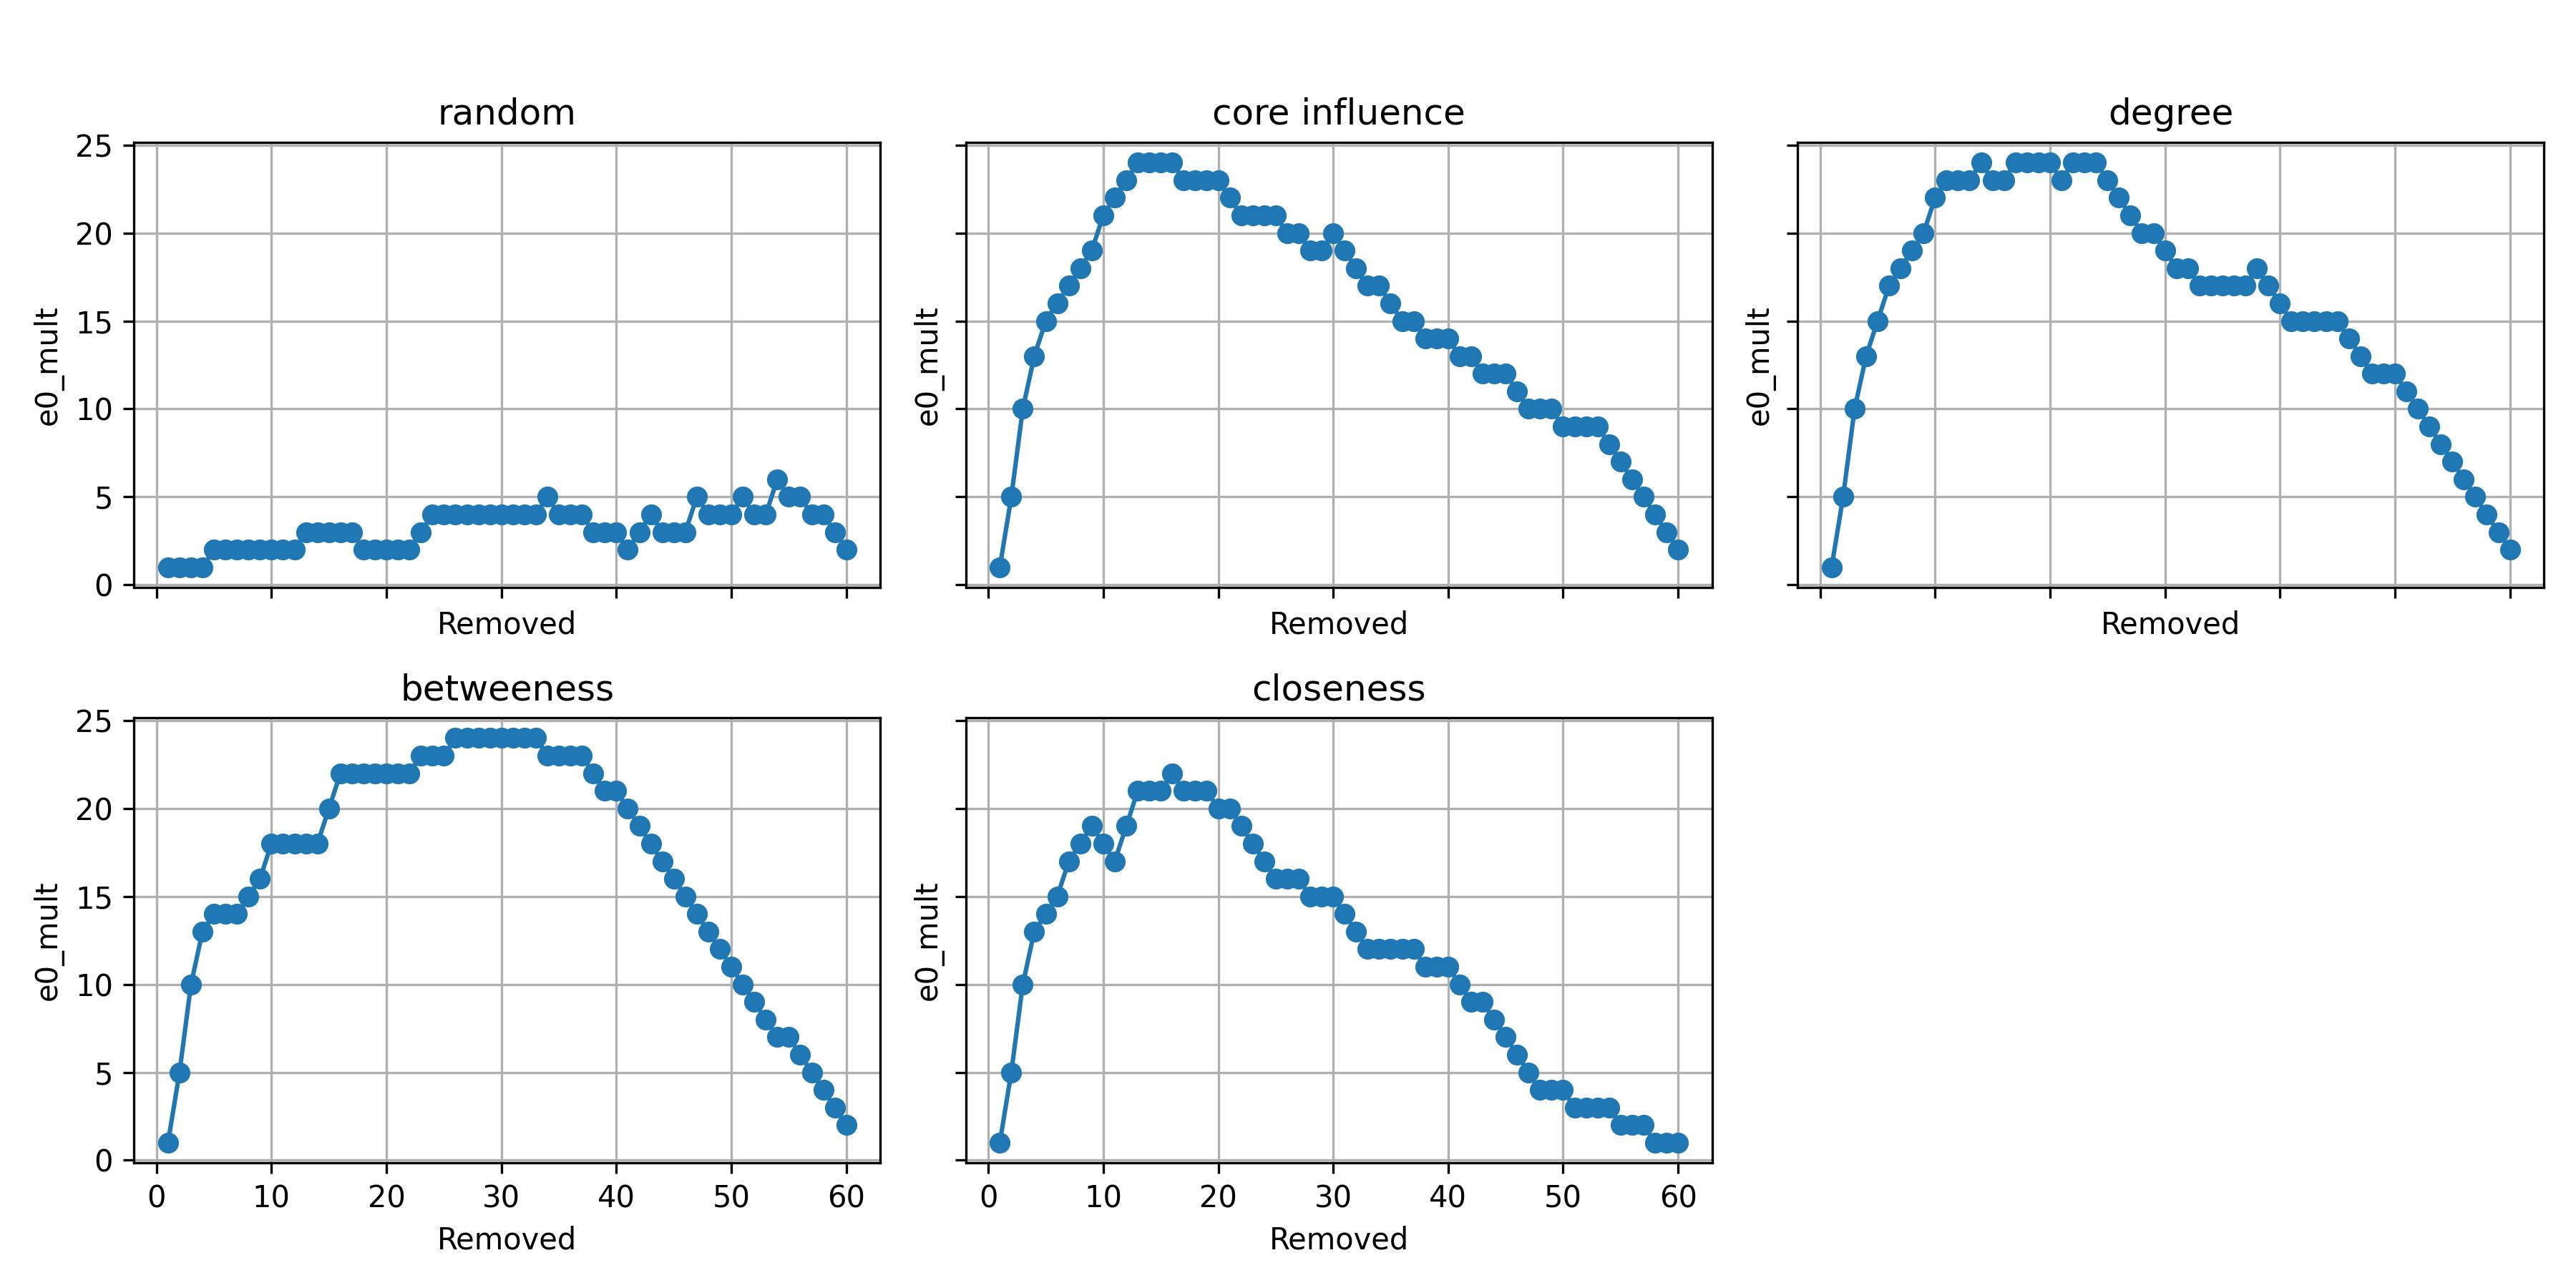 random
25
20
15
10
5
0
e0_mult
Removed
core influence
e0_mult
Removed
degree
e0_mult
Removed
betweeness
25
20
15
10
5
0
e0_mult
0 10 20 30 40 50 60
Removed
closeness
e0_mult
0 10 20 30 40 50 60
Removed